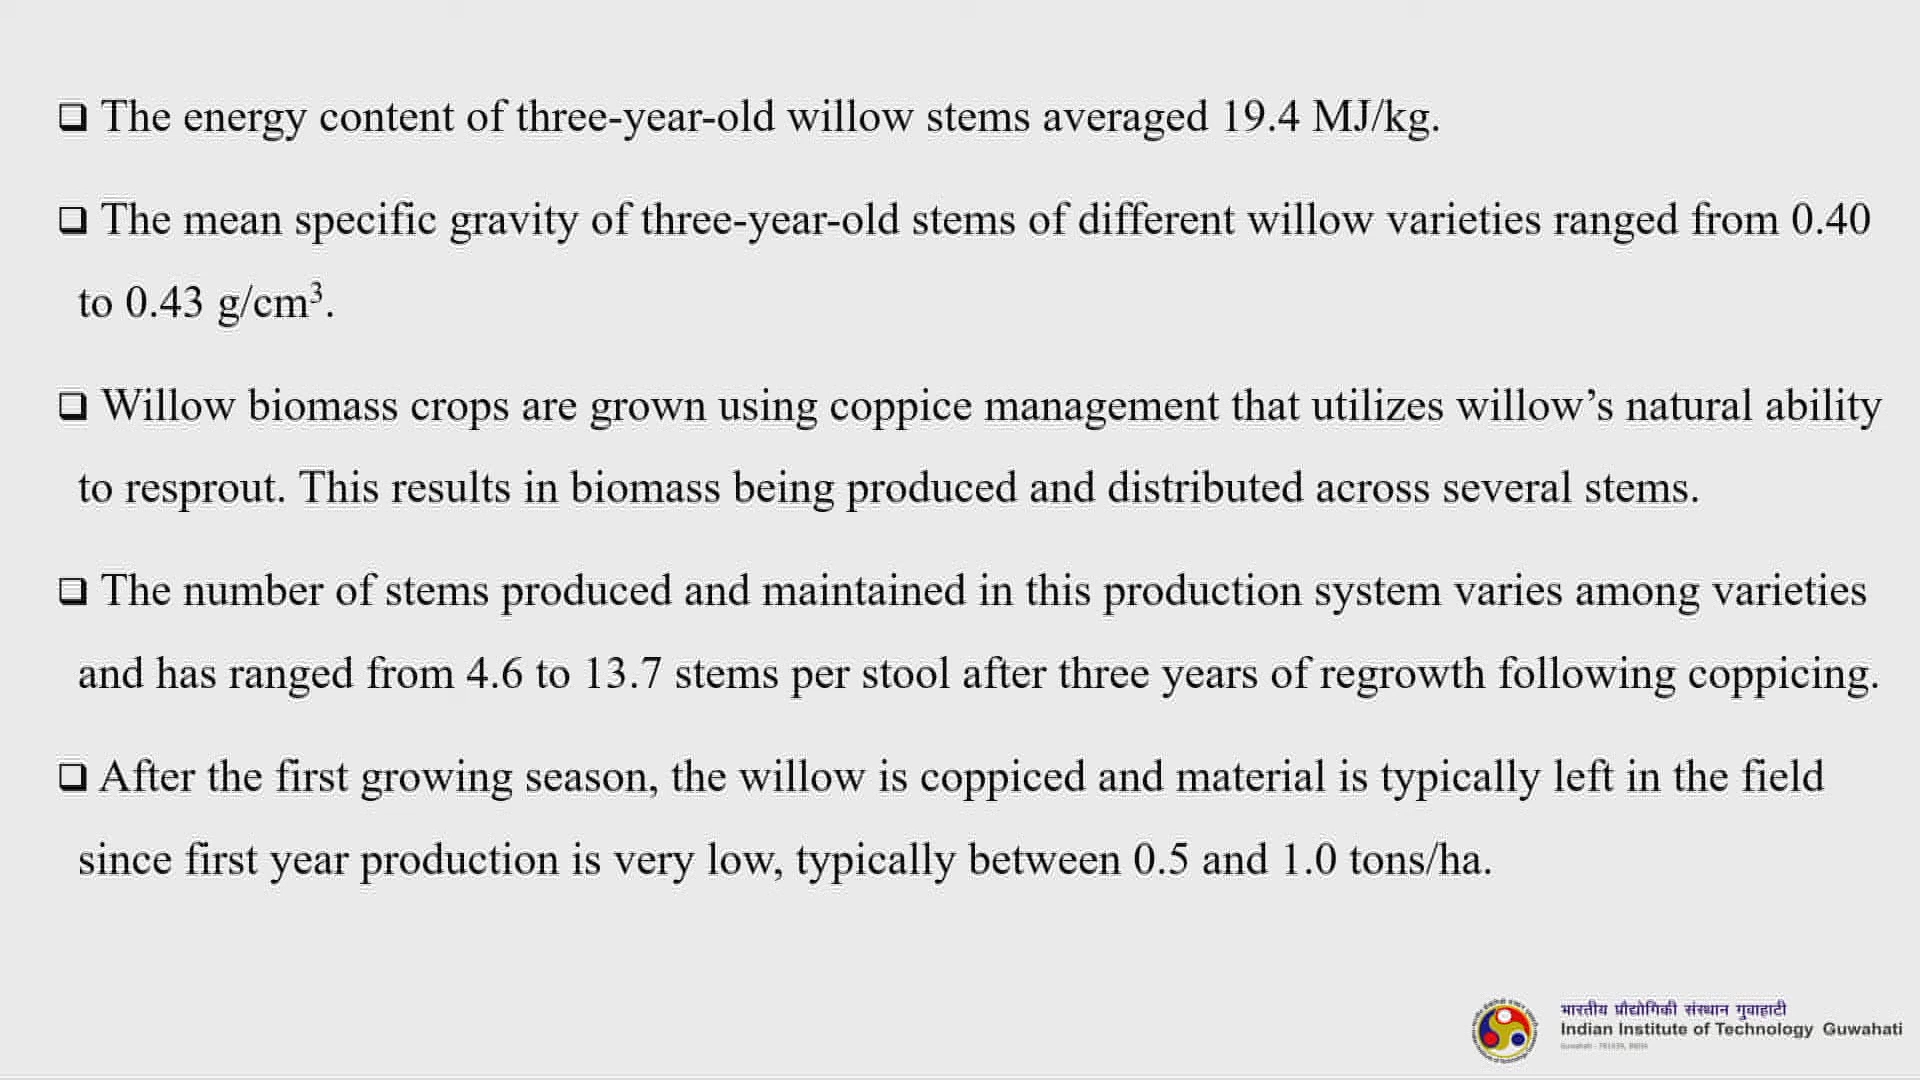 ❑ The energy content of three-year-old willow stems averaged 19.4 MJ/kg.
❑ The mean specific gravity of three-year-old stems of different willow varieties ranged from 0.40
to 0.43 g/cm³.
❑ Willow biomass crops are grown using coppice management that utilizes willow’s natural ability
to resprout. This results in biomass being produced and distributed across several stems.
❑ The number of stems produced and maintained in this production system varies among varieties
and has ranged from 4.6 to 13.7 stems per stool after three years of regrowth following coppicing.
❑ After the first growing season, the willow is coppiced and material is typically left in the field
since first year production is very low, typically between 0.5 and 1.0 tons/ha.
भारतीय प्रौद्योगिकी संस्थान गुवाहाटी
Indian Institute of Technology Guwahati
Guwahati - 781039, INDIA